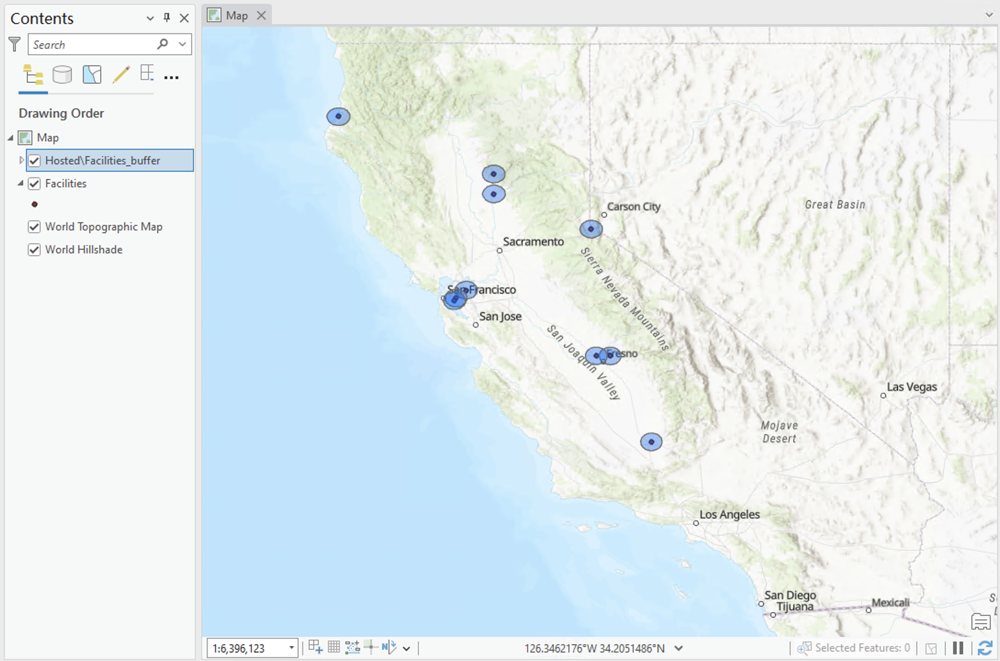 Contents
Search
Drawing Order
Map
Hosted\Facilities_buffer
Facilities
World Topographic Map
World Hillshade
Map
Carson City
Great Basin
Sacramento
Sierra Nevada Mountains
San Francisco
San Jose
San Joaquin Valley
Fresno
Las Vegas
Mojave
Desert
Los Angeles
San Diego
Tijuana
Mexicali
1:6,396,123
N
126.3462176°W 34.2051486°N
Selected Features: 0